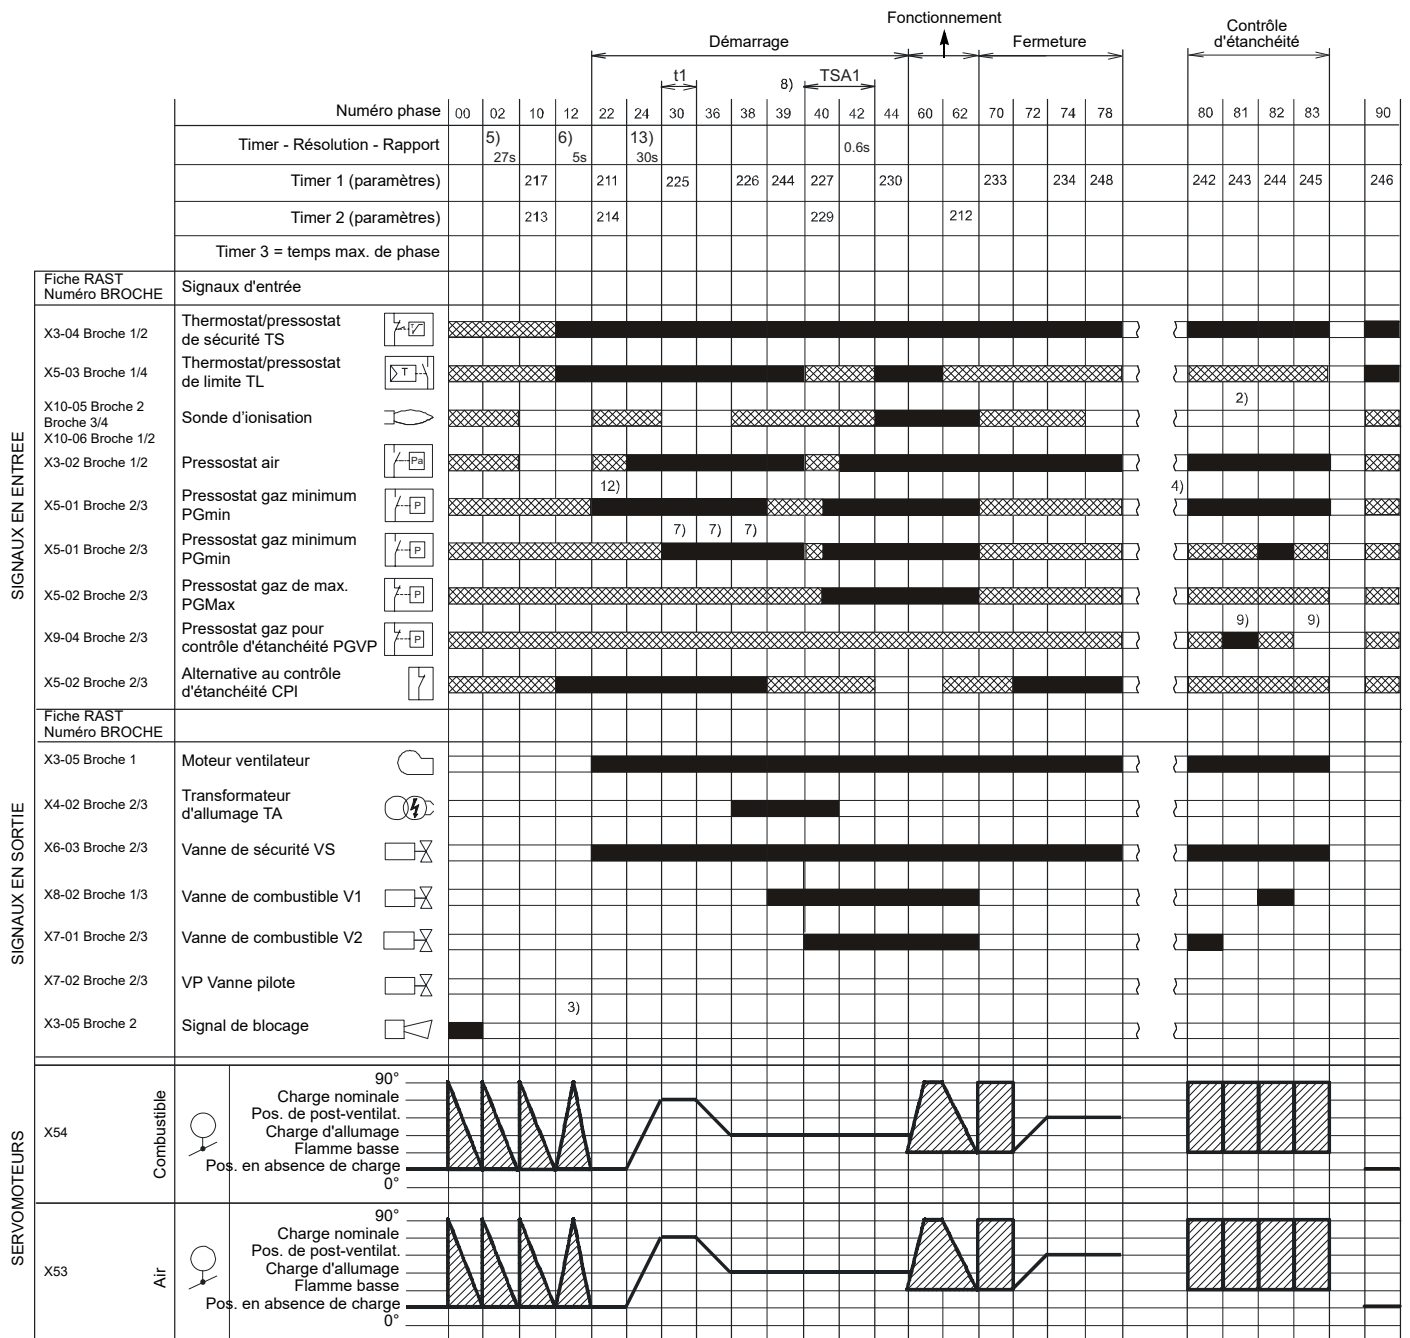 Fonctionnement
Démarrage
Fermeture
Contrôle
d'étanchéité
t1
8)
TSA1
Numéro phase 00 02 10 12 22 24 30 36 38 39 40 42 44 60 62 70 72 74 78 80 81 82 83 90
Timer - Résolution - Rapport 5) 27s 6) 5s 13) 30s 0.6s
Timer 1 (paramètres) 217 211 225 226 244 227 230 233 234 248 242 243 244 245 246
Timer 2 (paramètres) 213 214 229 212
Timer 3 = temps max. de phase
Fiche RAST
Numéro BROCHE
Signaux d'entrée
SIGNAUX EN ENTREE
X3-04 Broche 1/2
Thermostat/pressostat
de sécurité TS
X5-03 Broche 1/4
Thermostat/pressostat
de limite TL
T
2)
X10-05 Broche 2
Broche 3/4
X10-06 Broche 1/2
Sonde d'ionisation
X3-02 Broche 1/2
Pressostat air
Pa
12)
4)
X5-01 Broche 2/3
Pressostat gaz minimum
PGmin
P
7) 7) 7)
X5-01 Broche 2/3
Pressostat gaz minimum
PGmin
P
X5-02 Broche 2/3
Pressostat gaz de max.
PGMax
P
9) 9)
X9-04 Broche 2/3
Pressostat gaz pour
contrôle d'étanchéité PGVP
P
X5-02 Broche 2/3
Alternative au contrôle
d'étanchéité CPI
Fiche RAST
Numéro BROCHE
SIGNAUX EN SORTIE
X3-05 Broche 1
Moteur ventilateur
X4-02 Broche 2/3
Transformateur
d'allumage TA
X6-03 Broche 2/3
Vanne de sécurité VS
X8-02 Broche 1/3
Vanne de combustible V1
X7-01 Broche 2/3
Vanne de combustible V2
X7-02 Broche 2/3
VP Vanne pilote
3)
X3-05 Broche 2
Signal de blocage
SERVOMOTEURS
X54
Combustible
90°
Charge nominale
Pos. de post-ventilat.
Charge d'allumage
Flamme basse
Pos. en absence de charge
0°
X53
Air
90°
Charge nominale
Pos. de post-ventilat.
Charge d'allumage
Flamme basse
Pos. en absence de charge
0°